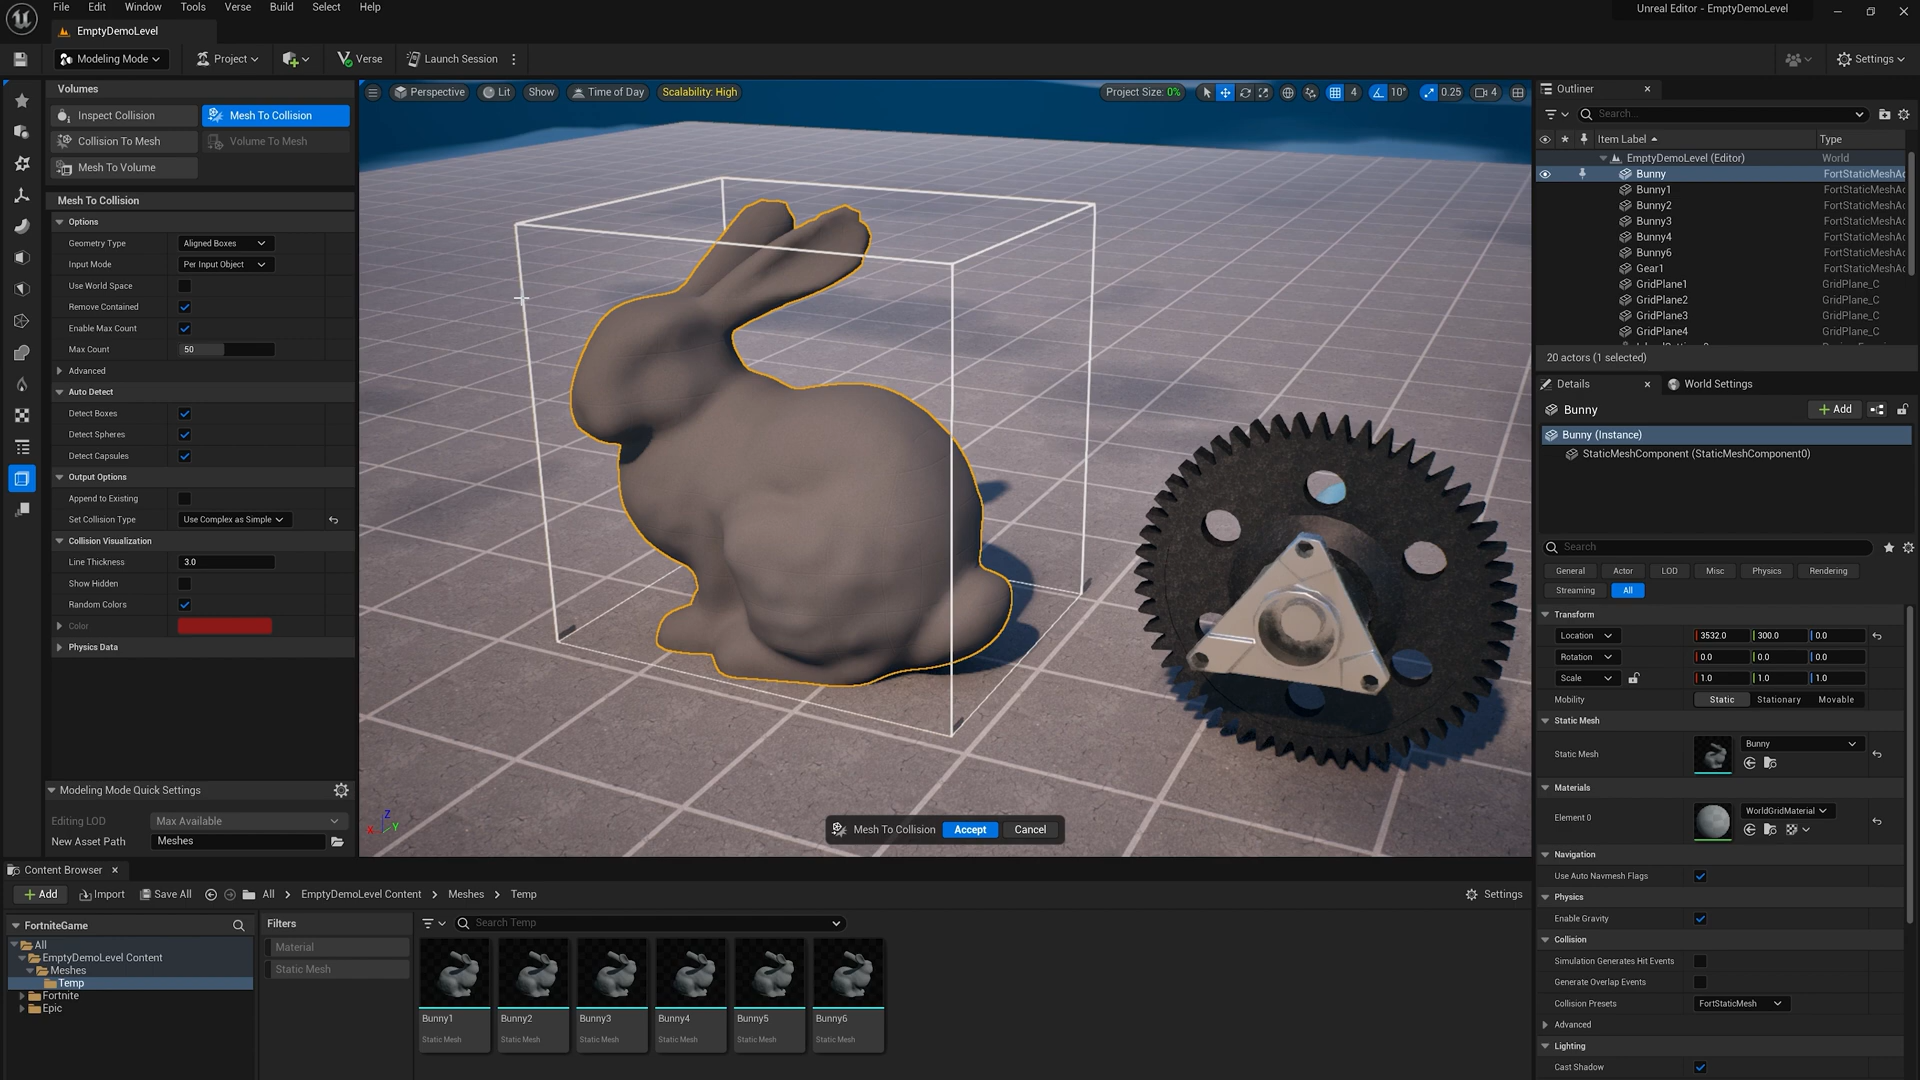 File Edit Window Tools Verse Build Select Help
Unreal Editor - EmptyDemoLevel
EmptyDemoLevel
Modeling Mode
Project
Verse
Launch Session
Settings
Volumes
Inspect Collision
Mesh To Collision
Collision To Mesh
Volume To Mesh
Mesh To Volume
Mesh To Collision
Options
Geometry Type Aligned Boxes
Input Mode Per Input Object
Use World Space
Remove Contained
Enable Max Count
Max Count 50
Advanced
Auto Detect
Detect Boxes
Detect Spheres
Detect Capsules
Output Options
Append to Existing
Set Collision Type Use Complex as Simple
Collision Visualization
Line Thickness 3.0
Show Hidden
Random Colors
Color
Physics Data
Modeling Mode Quick Settings
Editing LOD Max Available
New Asset Path Meshes
Perspective Lit Show Time of Day Scalability: High
Project Size: 0% 4 10° 0.25 4
Z
X Y
Mesh To Collision Accept Cancel
Outliner
Search...
Item Label Type
EmptyDemoLevel (Editor) World
Bunny FortStaticMeshAc
Bunny1 FortStaticMeshAc
Bunny2 FortStaticMeshAc
Bunny3 FortStaticMeshAc
Bunny4 FortStaticMeshAc
Bunny6 FortStaticMeshAc
Gear1 FortStaticMeshAc
GridPlane1 GridPlane_C
GridPlane2 GridPlane_C
GridPlane3 GridPlane_C
GridPlane4 GridPlane_C
20 actors (1 selected)
Details World Settings
Bunny Add
Bunny (Instance)
StaticMeshComponent (StaticMeshComponent0)
Search
General Actor LOD Misc Physics Rendering
Streaming All
Transform
Location 3532.0 300.0 0.0
Rotation 0.0 0.0 0.0
Scale 1.0 1.0 1.0
Mobility Static Stationary Movable
Static Mesh
Static Mesh Bunny
Materials
Element 0 WorldGridMaterial
Navigation
Use Auto Navmesh Flags
Physics
Enable Gravity
Collision
Simulation Generates Hit Events
Generate Overlap Events
Collision Presets FortStaticMesh
Advanced
Lighting
Cast Shadow
Content Browser
Add Import Save All All EmptyDemoLevel Content Meshes Temp
Settings
FortniteGame
All
EmptyDemoLevel Content
Meshes
Temp
Fortnite
Epic
Filters
Material
Static Mesh
Search Temp
Bunny1 Bunny2 Bunny3 Bunny4 Bunny5 Bunny6
Static Mesh Static Mesh Static Mesh Static Mesh Static Mesh Static Mesh